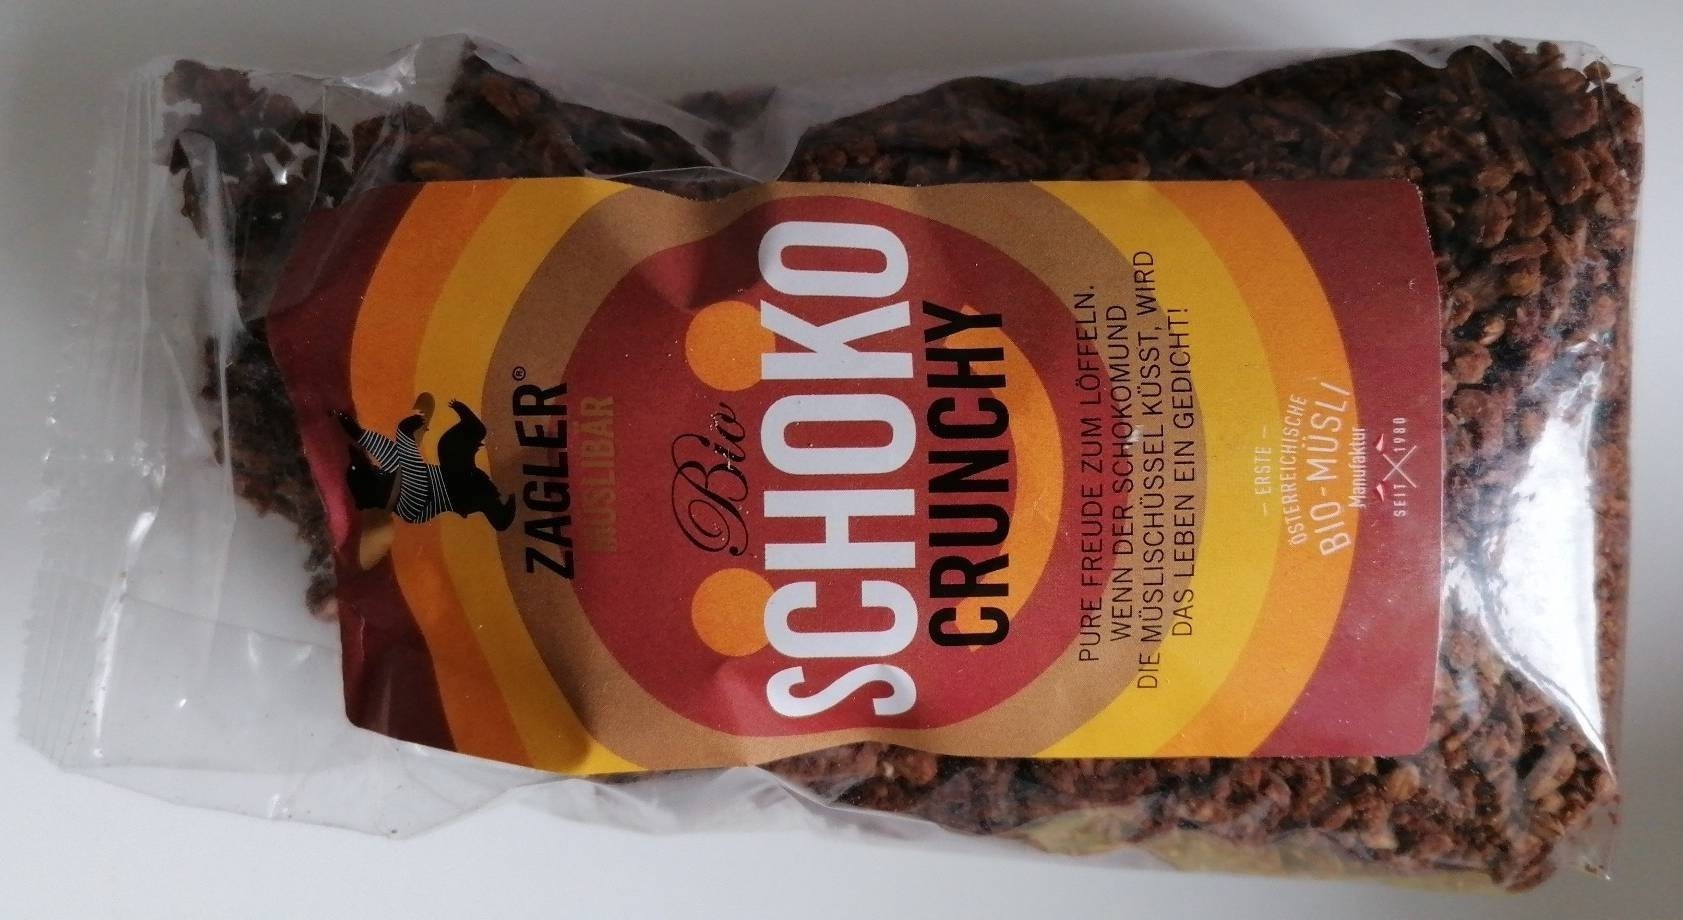 ZAGLER®
MÜSLIBÄR
Bio
SCHOKO
CRUNCHY
PURE FREUDE ZUM LÖFFELN.
WENN DER SCHOKOMUND
DIE MÜSLISCHÜSSEL KÜSST, WIRD
DAS LEBEN EIN GEDICHT!
– ERSTE –
ÖSTERREICHISCHE
BIO-MÜSLI
Manufaktur
SEIT 1980